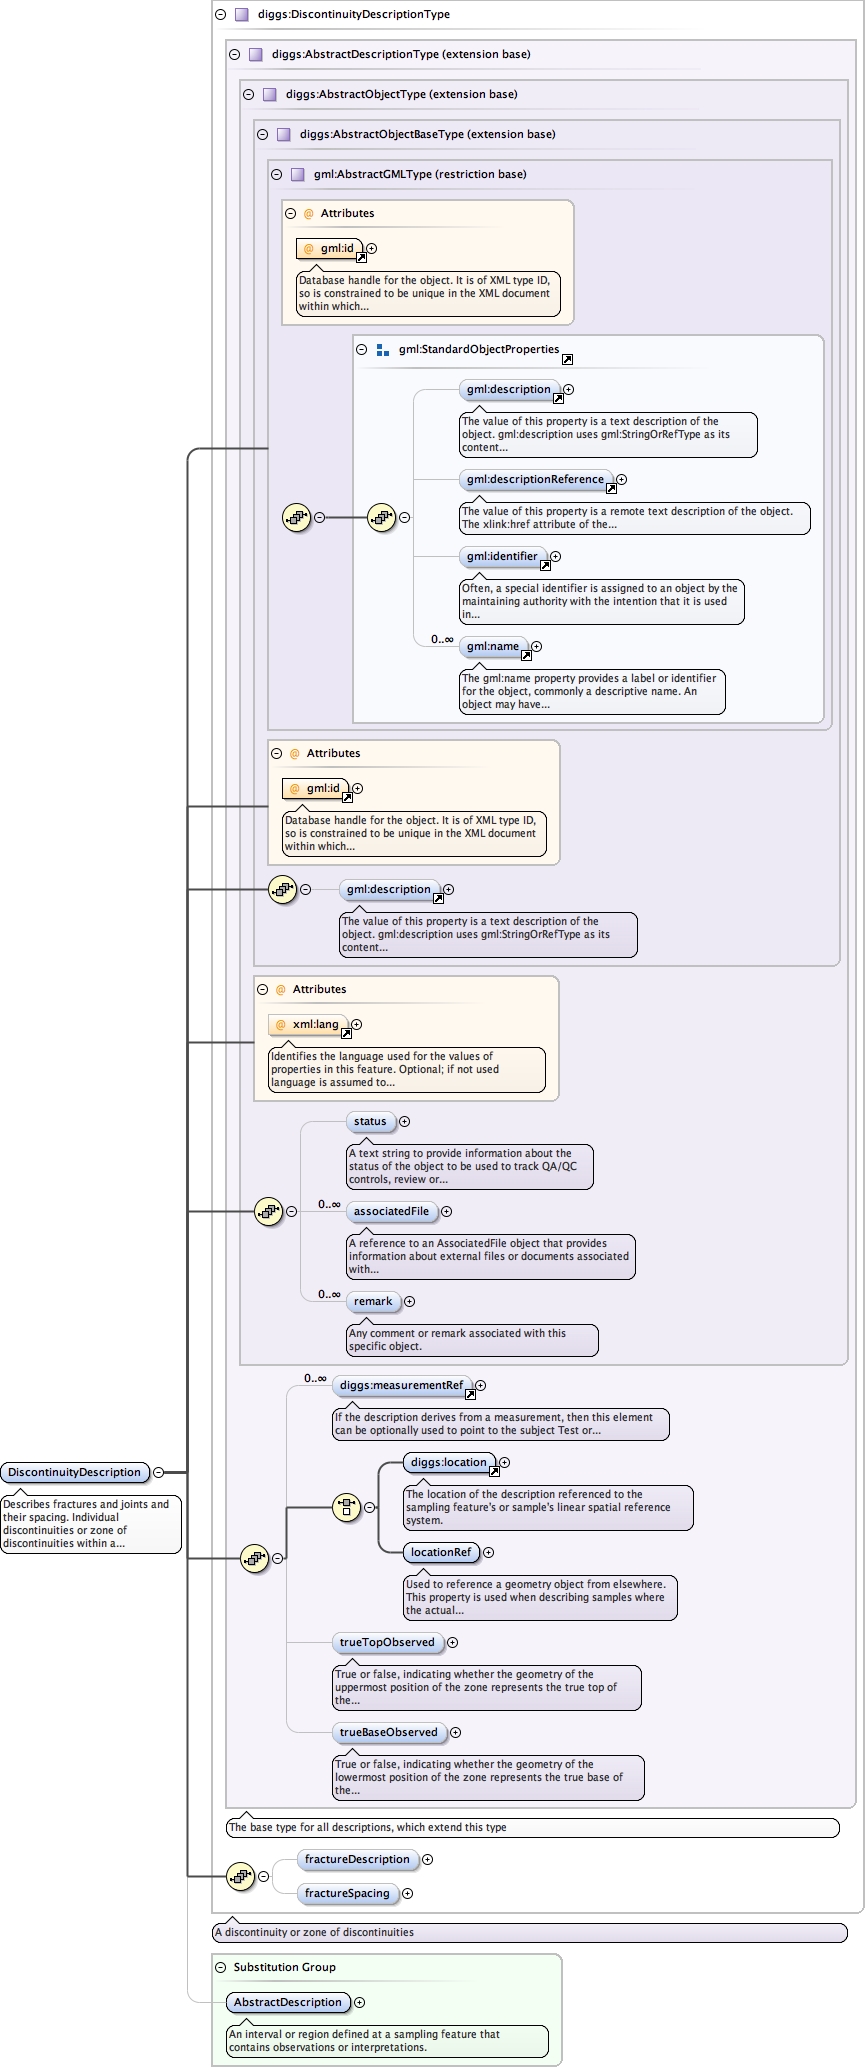 diggs:DiscontinuityDescriptionType
diggs:AbstractDescriptionType (extension base)
diggs:AbstractObjectType (extension base)
diggs:AbstractObjectBaseType (extension base)
gml:AbstractGMLType (restriction base)
@ Attributes
@ gml:id
Database handle for the object. It is of XML type ID,
so is constrained to be unique in the XML document
within which...
gml:StandardObjectProperties
gml:description
The value of this property is a text description of the
object. gml:description uses gml:StringOrRefType as its
content...
gml:descriptionReference
The value of this property is a remote text description of the object.
The xlink:href attribute of the...
gml:identifier
Often, a special identifier is assigned to an object by the
maintaining authority with the intention that it is used
in...
0..∞
gml:name
The gml:name property provides a label or identifier
for the object, commonly a descriptive name. An
object may have...
@ Attributes
@ gml:id
Database handle for the object. It is of XML type ID,
so is constrained to be unique in the XML document
within which...
gml:description
The value of this property is a text description of the
object. gml:description uses gml:StringOrRefType as its
content...
@ Attributes
@ xml:lang
Identifies the language used for the values of
properties in this feature. Optional; if not used
language is assumed to...
status
A text string to provide information about the
status of the object to be used to track QA/QC
controls, review or...
0..∞
associatedFile
A reference to an AssociatedFile object that provides
information about external files or documents associated
with...
0..∞
remark
Any comment or remark associated with this
specific object.
0..∞
diggs:measurementRef
If the description derives from a measurement, then this element
can be optionally used to point to the subject Test or...
diggs:location
The location of the description referenced to the
sampling feature's or sample's linear spatial reference
system.
DiscontinuityDescription
Describes fractures and joints and
their spacing. Individual
discontinuities or zone of
discontinuities within a...
locationRef
Used to reference a geometry object from elsewhere.
This property is used when describing samples where
the actual...
trueTopObserved
True or false, indicating whether the geometry of the
uppermost position of the zone represents the true top of
the...
trueBaseObserved
True or false, indicating whether the geometry of the
lowermost position of the zone represents the true base of
the...
The base type for all descriptions, which extend this type
fractureDescription
fractureSpacing
A discontinuity or zone of discontinuities
Substitution Group
AbstractDescription
An interval or region defined at a sampling feature that
contains observations or interpretations.